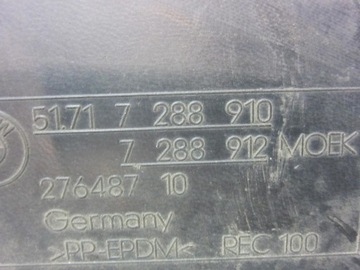 51.71 7 288 910
7 288 912 MOEK
276487 10
Germany
>PP-EPDM< REC 100